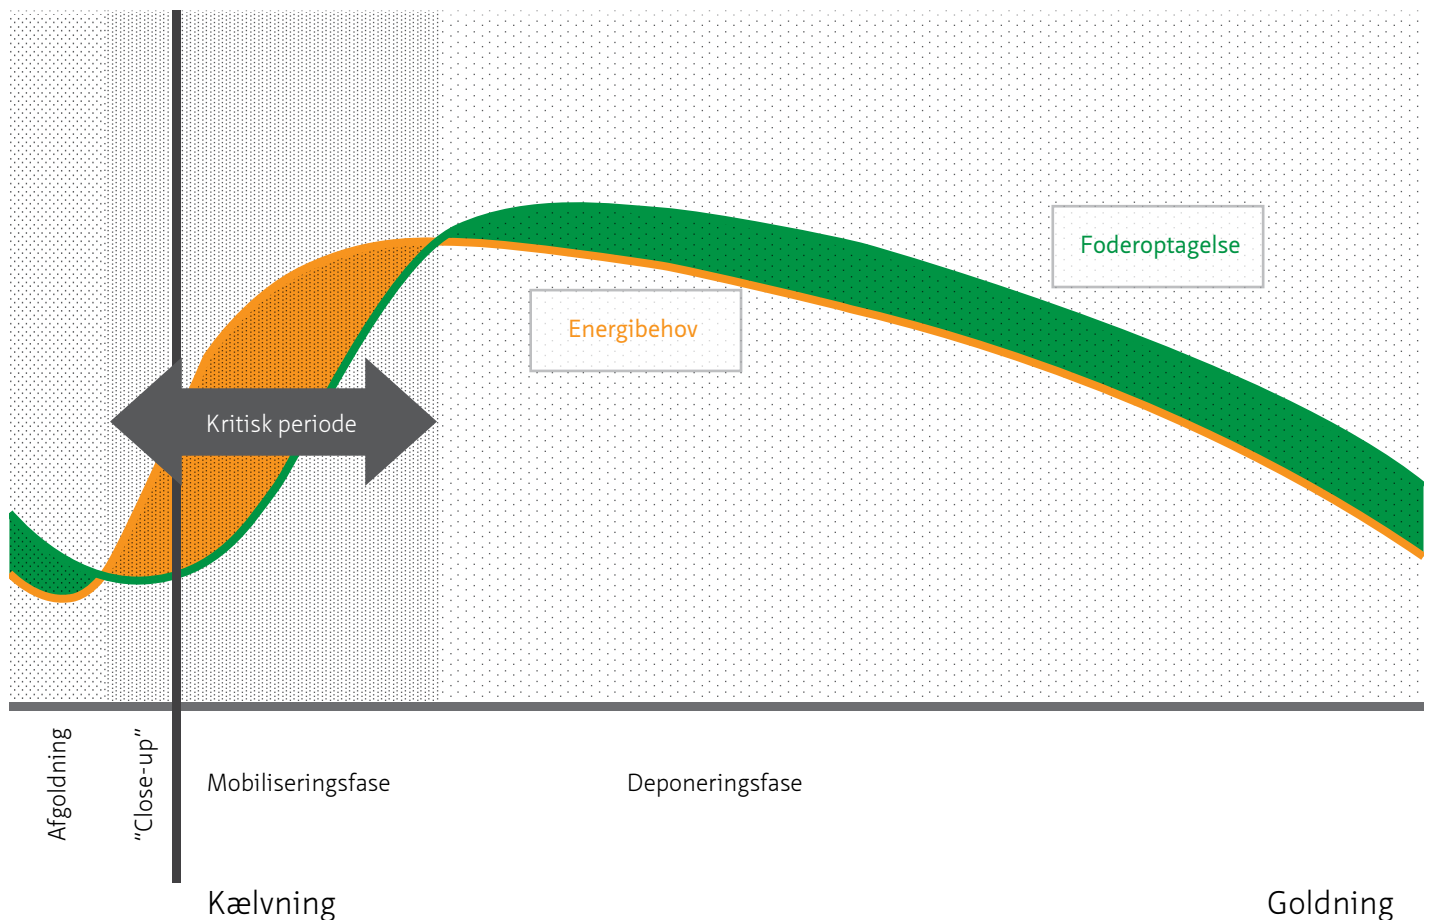 Foderoptagelse
Energibehov
Kritisk periode
Afgoldning
"Close-up"
Mobiliseringsfase
Deponeringsfase
Kælvning
Goldning